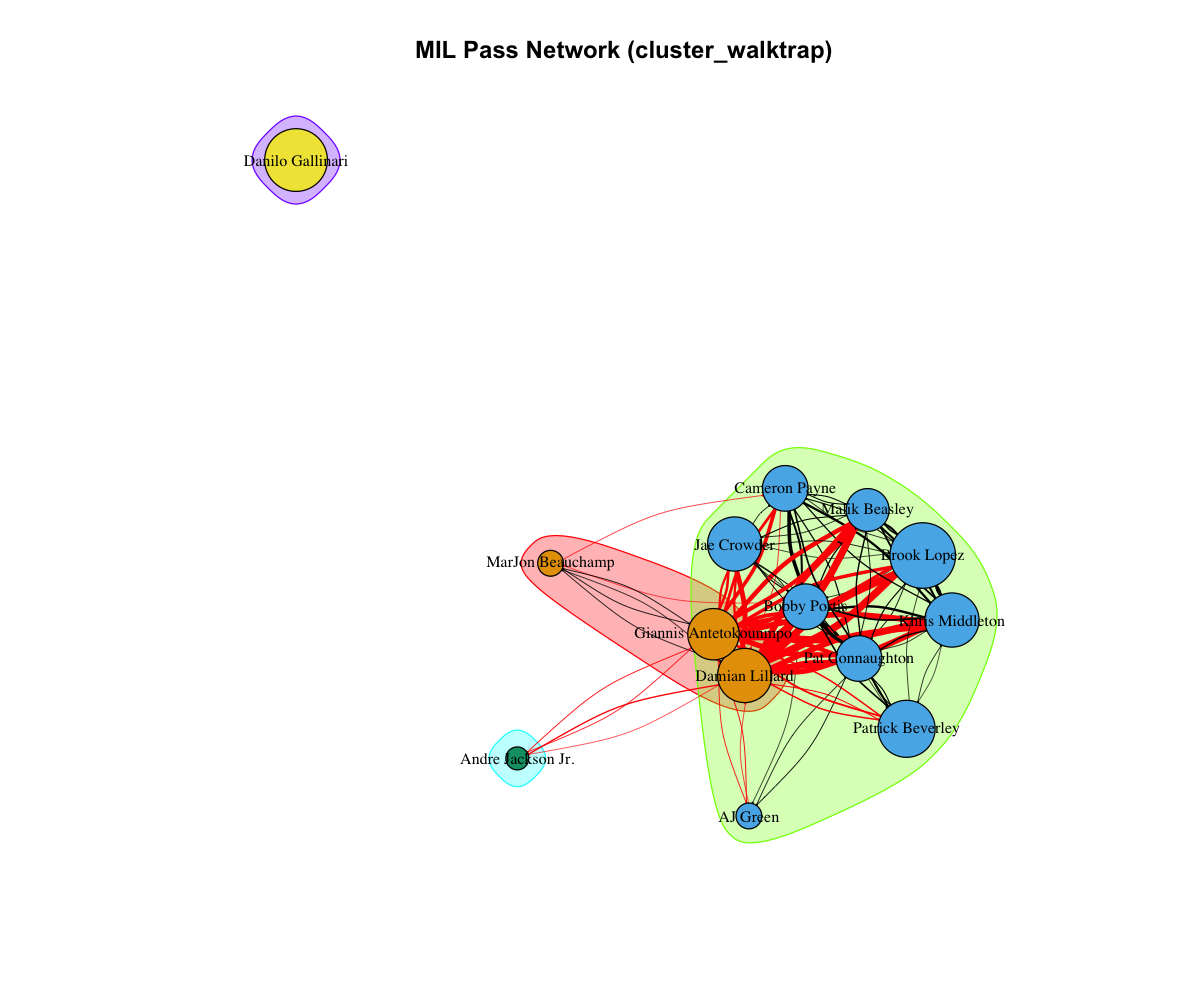 MIL Pass Network (cluster_walktrap)
Danilo Gallinari
Cameron Payne
Malik Beasley
Jae Crowder
Brook Lopez
MarJon Beauchamp
Bobby Portis
Khris Middleton
Giannis Antetokounmpo
Pat Connaughton
Damian Lillard
Patrick Beverley
Andre Jackson Jr.
AJ Green